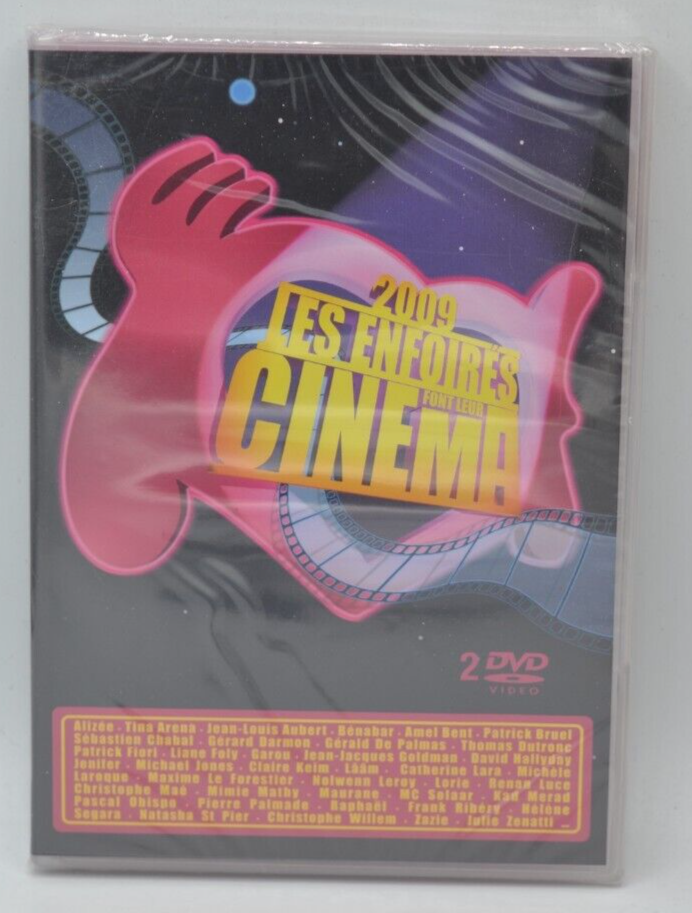 2009
LES ENFOIRÉS
FONT LEUR
CINEMA
2 DVD
VIDEO
Alizée . Tina Arena . Jean-Louis Aubert . Bénabar . Amel Bent . Patrick Bruel
Sébastien Chabal . Gérard Darmon . Gérald De Palmas . Thomas Dutronc
Patrick Fiori . Liane Foly . Garou . Jean-Jacques Goldman . David Hallyday
Jenifer . Michael Jones . Claire Keim . Lââm . Catherine Lara . Michèle
Laroque . Maxime Le Forestier . Nolwenn Leroy . Lorie . Renan Luce
Christophe Maé . Mimie Mathy . Maurane . MC Solaar . Kad Merad
Pascal Obispo . Pierre Palmade . Raphaël . Frank Ribéry . Hélène
Segara . Natasha St Pier . Christophe Willem . Zazie . Julie Zenatti ...